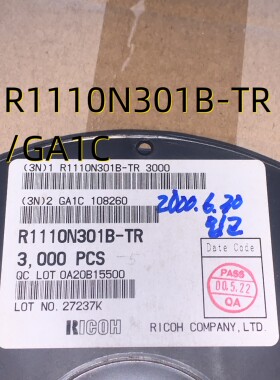 R1110N301B-TR
/GA1C
(3N)1 R1110N301B-TR 3000
(3N)2 GA1C 108260
2000.6.20
R1110N301B-TR
Date Code
3,000 PCS
PASS
00.5.22
QA
QC LOT 0A20B15500
LOT NO. 27237K
RICOH RICOH COMPANY,LTD.